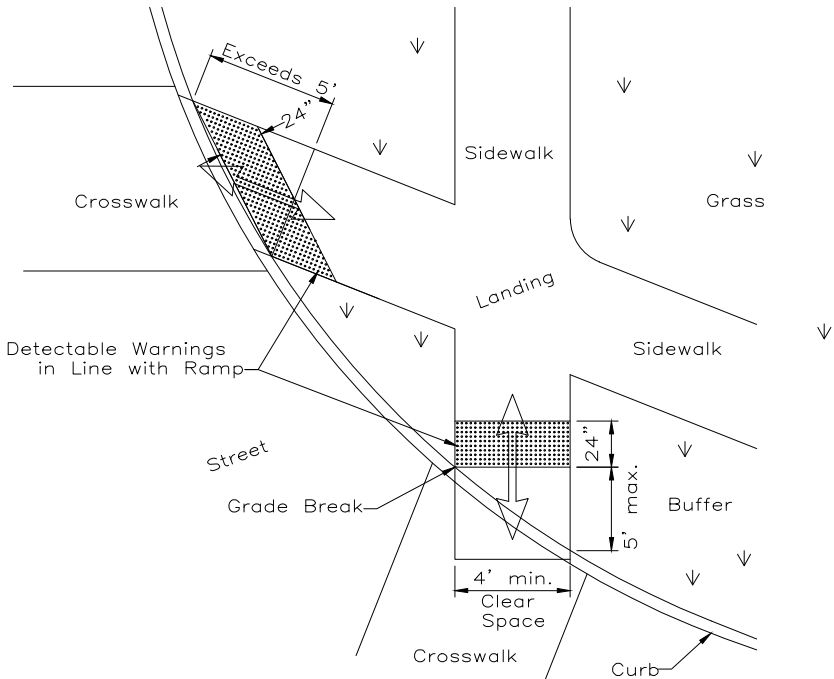 Exceeds 5'
24"
Sidewalk
Crosswalk
Grass
Landing
Detectable Warnings
in Line with Ramp
Sidewalk
Street
24"
Grade Break
5' max.
Buffer
4' min.
Clear
Space
Crosswalk
Curb